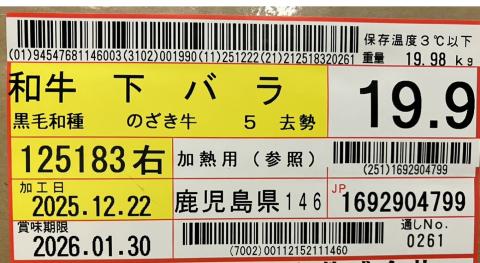 保存温度3℃以下
(01)94547681146003(3102)001990(11)251222(21)212518320261
重量 19.98 kg
和牛 下 バ ラ
19.9
黒毛和種 のざき牛 5 去勢
125183右
加熱用(参照)
(251)1692904799
加工日
2025.12.22
鹿児島県146
JP
1692904799
賞味期限
2026.01.30
(7002)00112152111460
通しNo.
0261